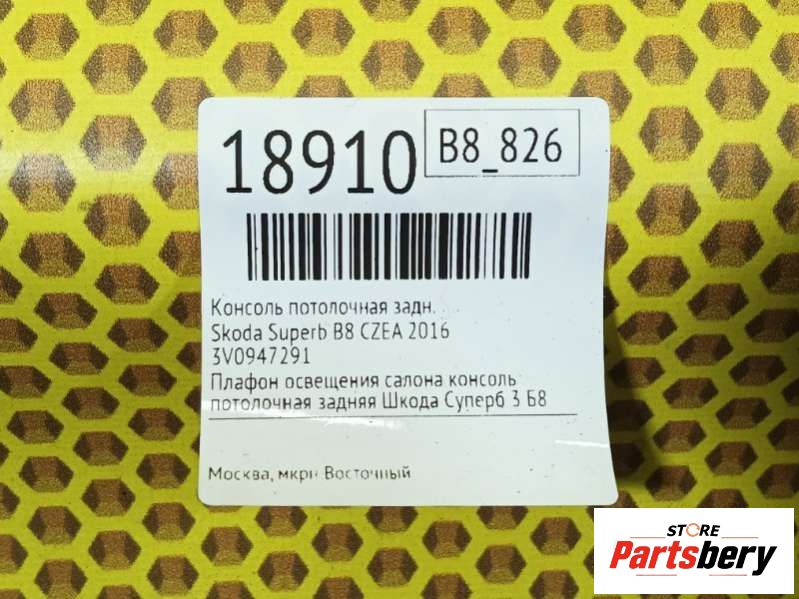 18910
B8_826
Консоль потолочная задн.
Skoda Superb B8 CZEA 2016
3V0947291
Плафон освещения салона консоль
потолочная задняя Шкода Суперб 3 Б8
Москва, мкрн Восточный
STORE
Partsbery